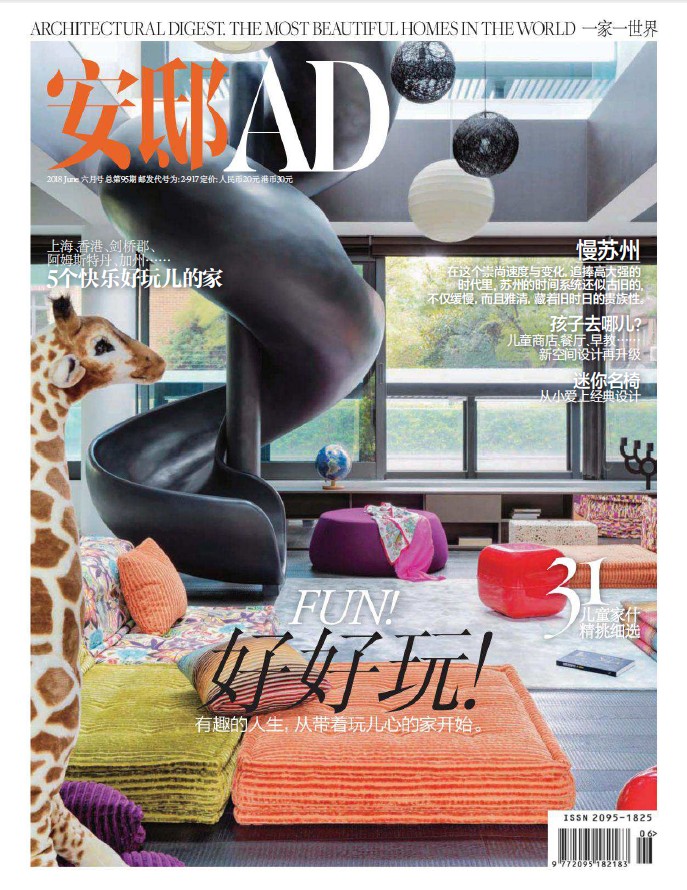 ARCHITECTURAL DIGEST. THE MOST BEAUTIFUL HOMES IN THE WORLD 一家一世界
安邸AD
2018 June 六月号 总第95期 邮发代号为: 2-917 定价: 人民币20元 港币30元
上海、香港、剑桥郡、
阿姆斯特丹、加州……
5个快乐好玩儿的家
慢苏州
在这个崇尚速度与变化, 追捧高大强的
时代里, 苏州的时间系统还似古旧的,
不仅缓慢, 而且雅清, 藏着旧时日的贵族性。
孩子去哪儿?
儿童商店、餐厅、早教……
新空间设计再升级
迷你名椅
从小爱上经典设计
31
儿童家什
精挑细选
FUN!
好好玩!
有趣的人生, 从带着玩儿心的家开始。
ISSN 2095-1825
06>
9 772095 182183